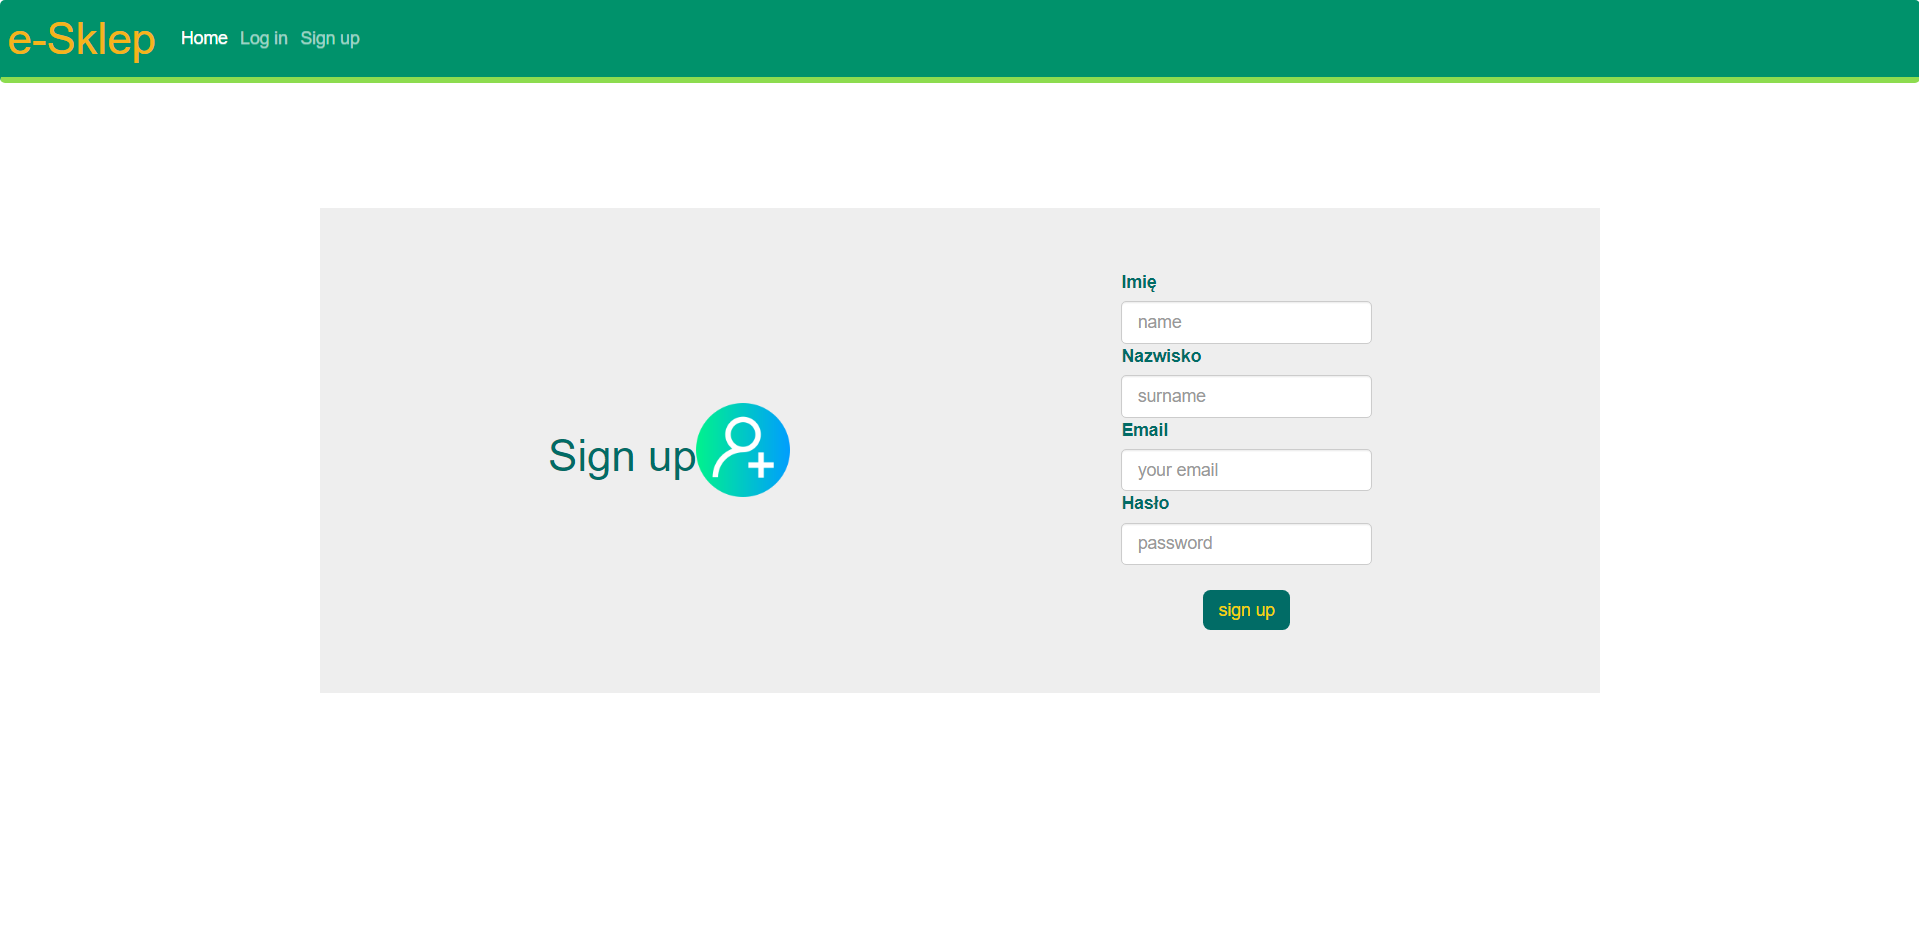 e-Sklep Home Log in Sign up
Sign up
Imię
name
Nazwisko
surname
Email
your email
Hasło
password
sign up